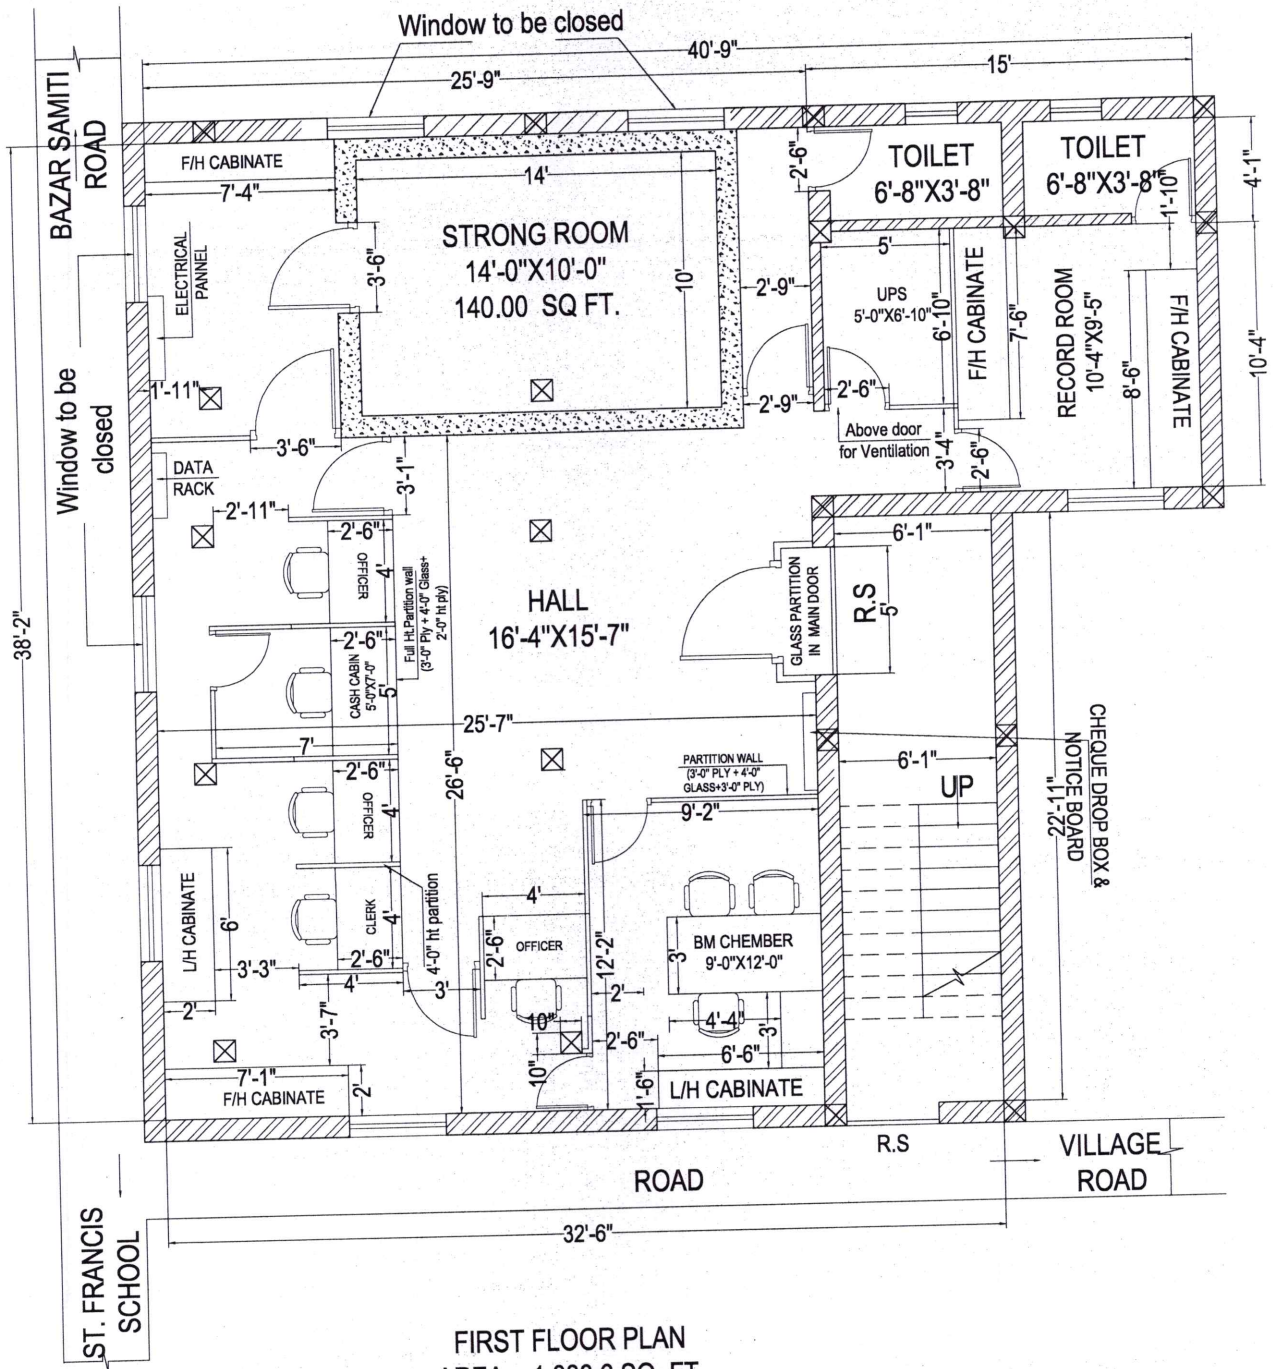 Window to be closed
40'-9"
25'-9"
15'
BAZAR SAMITI
ROAD
F/H CABINATE
7'-4"
14'
2'-6"
TOILET
6'-8"X3'-8"
TOILET
6'-8"X3'-8"
1'-10"
4'-1"
ELECTRICAL
PANNEL
3'-6"
STRONG ROOM
14'-0"X10'-0"
140.00 SQ FT.
10'
2'-9"
5'
UPS
5'-0"X6'-10"
6'-10"
F/H CABINATE
7'-6"
RECORD ROOM
10'-4"X9'-5"
8'-6"
F/H CABINATE
10'-4"
Window to be
closed
1'-11"
3'-6"
2'-9"
2'-6"
Above door
for Ventilation
3'-4"
2'-6"
DATA
RACK
3'-1"
2'-11"
2'-6"
OFFICER
4'
Full Ht.Partition wall
(3'-0" Ply + 4'-0" Glass+
2'-0" ht ply)
HALL
16'-4"X15'-7"
GLASS PARTITION
IN MAIN DOOR
R.S
5'
6'-1"
38'-2"
2'-6"
CASH CABIN
5'-0"X7'-0"
5'
25'-7"
7'
26'-6"
PARTITION WALL
(3'-0" PLY + 4'-0"
GLASS+3'-0" PLY)
6'-1"
UP
22'-11"
CHEQUE DROP BOX &
NOTICE BOARD
2'-6"
OFFICER
4'
9'-2"
L/H CABINATE
6'
CLERK
4'
4'-0" ht partition
4'
2'-6"
OFFICER
12'-2"
3'
BM CHEMBER
9'-0"X12'-0"
3'-3"
2'-6"
4'
3'
2'
2'
3'-7"
10"
10"
2'-6"
4'-4"
3'
6'-6"
7'-1"
F/H CABINATE
2'
1'-6"
L/H CABINATE
R.S
VILLAGE
ROAD
ROAD
32'-6"
ST. FRANCIS
SCHOOL
FIRST FLOOR PLAN